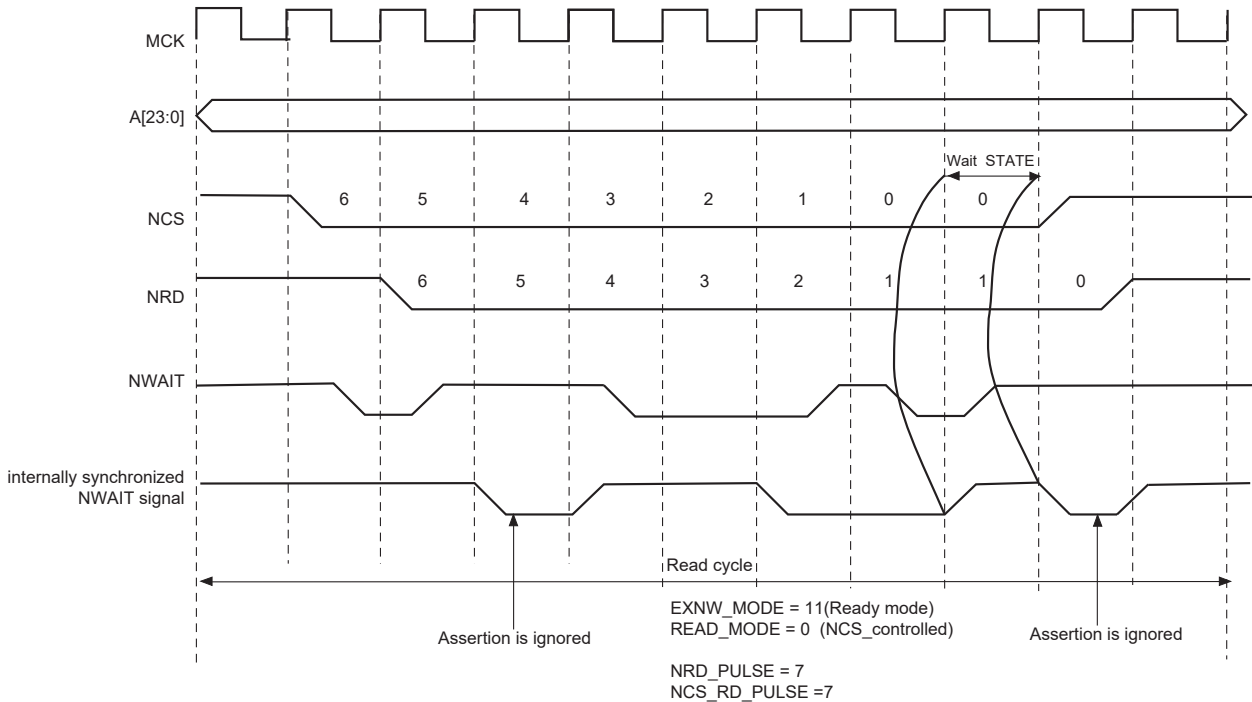 MCK
A[23:0]
Wait STATE
NCS
6 5 4 3 2 1 0 0
NRD
6 5 4 3 2 1 1 0
NWAIT
internally synchronized
NWAIT signal
Read cycle
EXNW_MODE = 11(Ready mode)
READ_MODE = 0 (NCS_controlled)
Assertion is ignored
Assertion is ignored
NRD_PULSE = 7
NCS_RD_PULSE =7